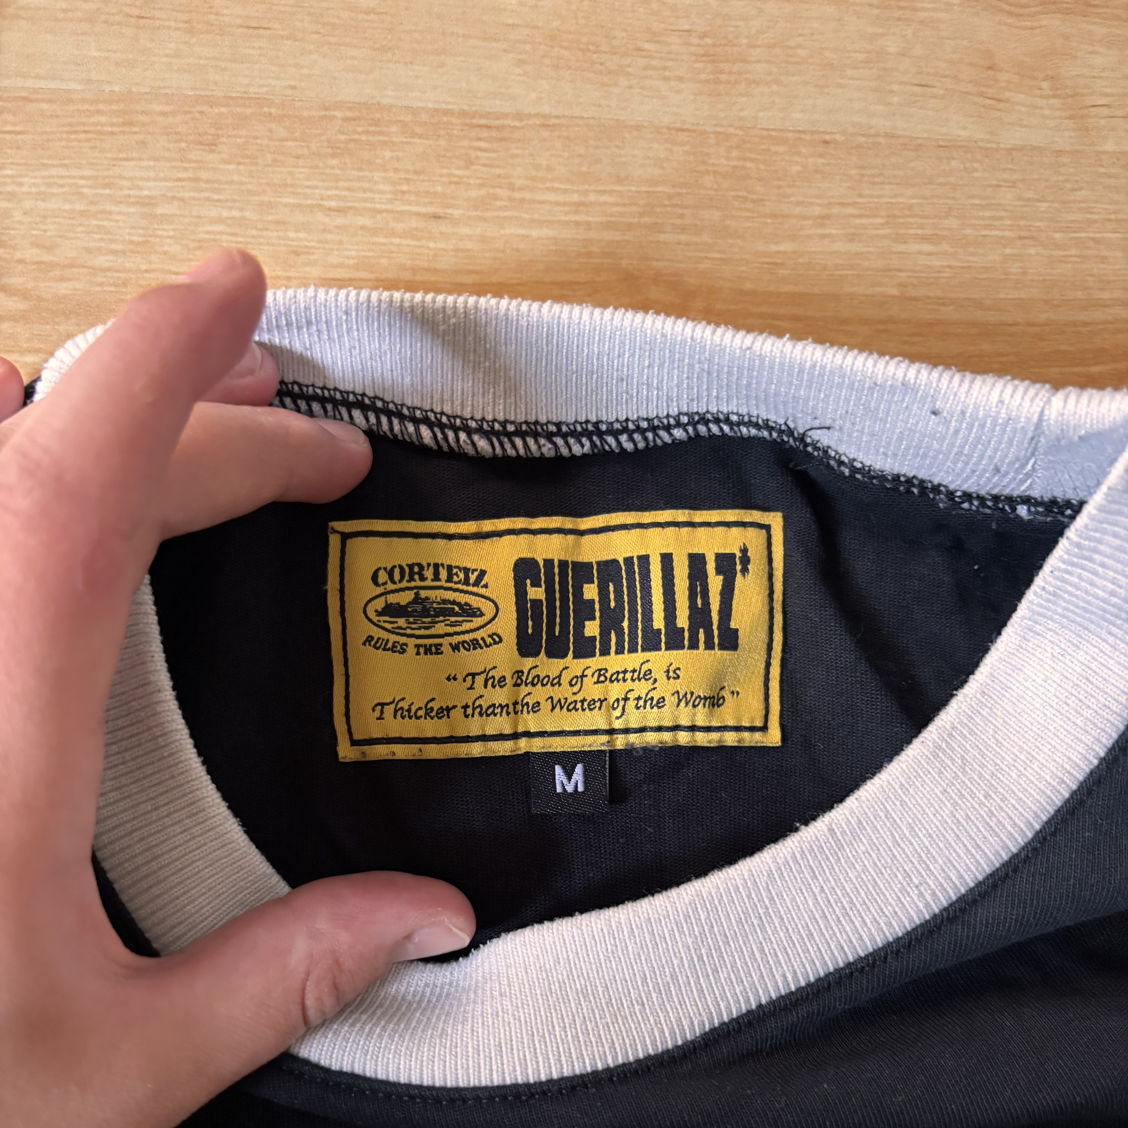 CORTEIZ
RULES THE WORLD
GUERILLAZ*
“The Blood of Battle, is
Thicker thanthe Water of the Womb”
M